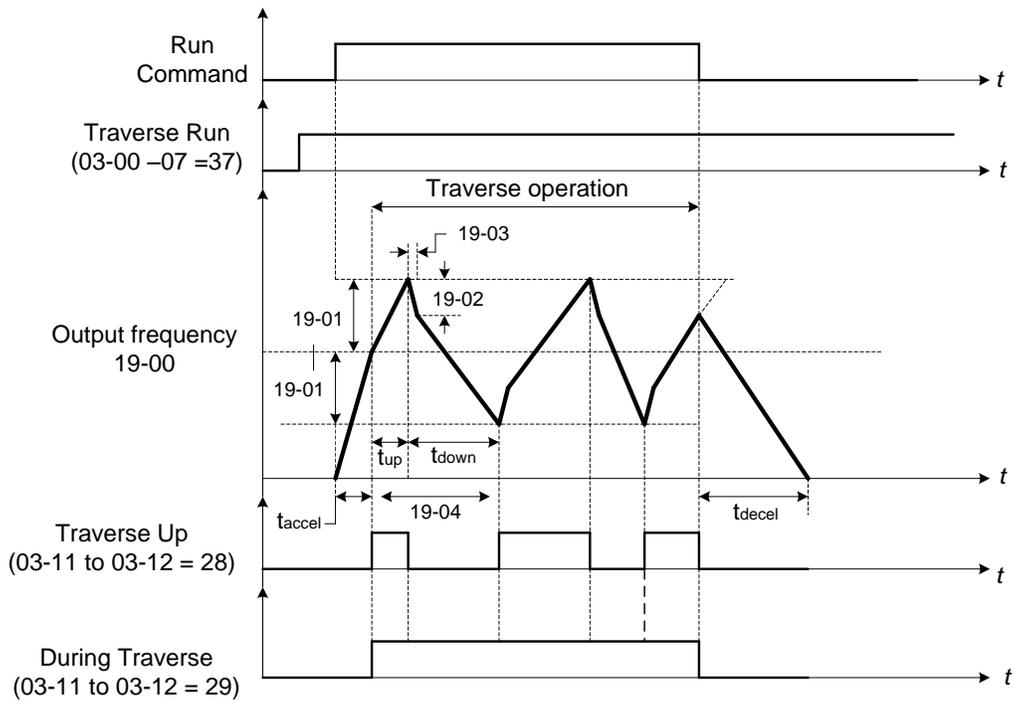 Run
Command
t
Traverse Run
(03-00 –07 =37)
t
Traverse operation
19-03
19-02
19-01
Output frequency
19-00
19-01
tup
tdown
t
taccel
19-04
tdecel
Traverse Up
(03-11 to 03-12 = 28)
t
During Traverse
(03-11 to 03-12 = 29)
t